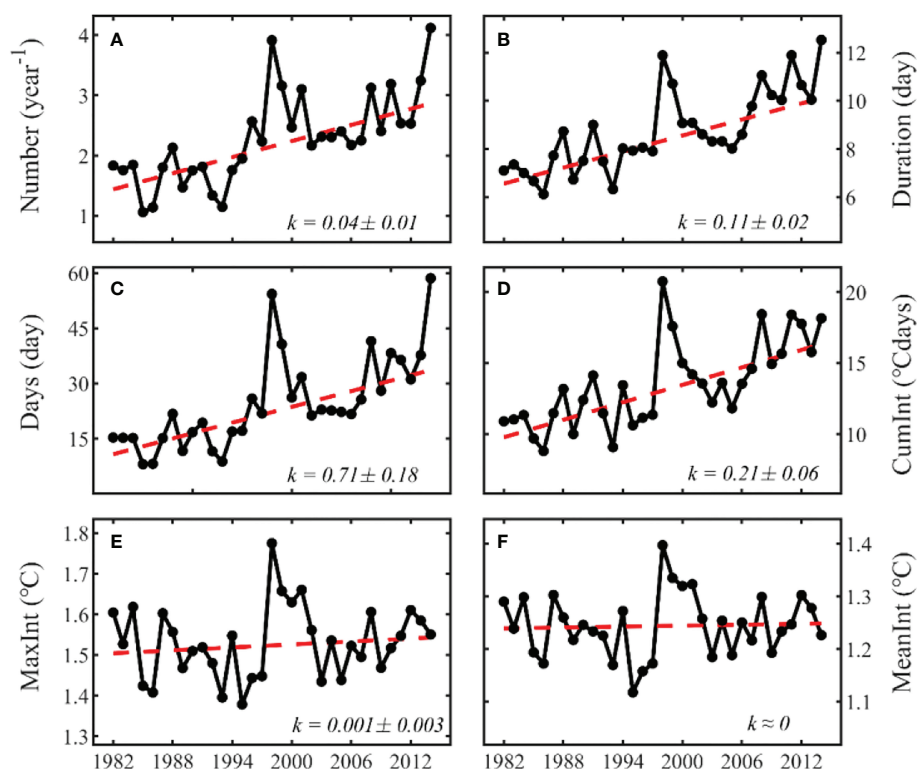 A
B
4
3
2
1
Number (year⁻¹)
k = 0.04± 0.01
12
10
8
6
Duration (day)
k = 0.11± 0.02
C
D
60
45
30
15
Days (day)
k = 0.71± 0.18
20
15
10
CumInt (°Cdays)
k = 0.21± 0.06
E
F
1.8
1.7
1.6
1.5
1.4
1.3
MaxInt (°C)
k = 0.001± 0.003
1.4
1.3
1.2
1.1
MeanInt (°C)
k ≈ 0
1982 1988 1994 2000 2006 2012
1982 1988 1994 2000 2006 2012